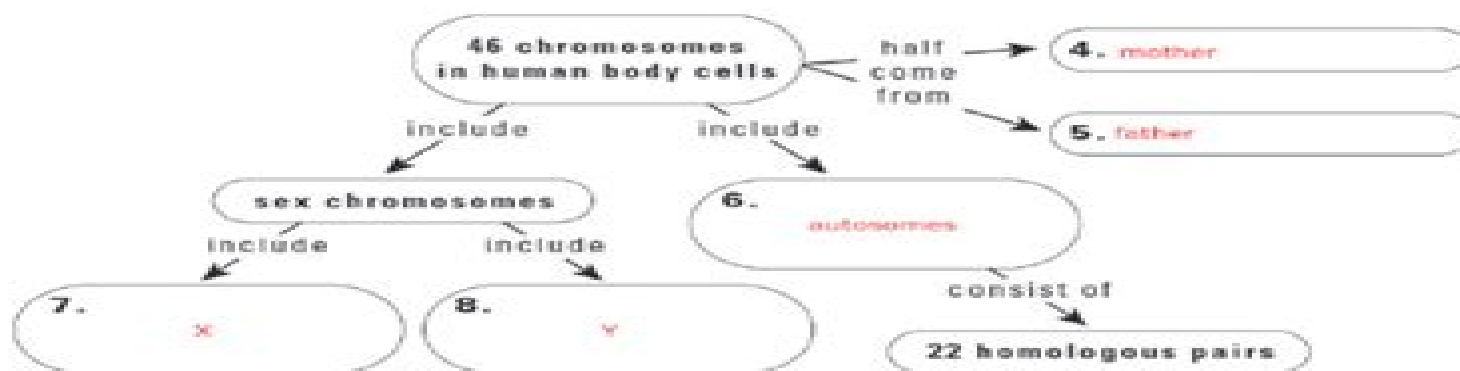 46 chromosomes
in human body cells
half
come
from
4. mother
5. father
include
include
sex chromosomes
6.
autosomes
include
include
consist of
7.
X
8.
Y
22 homologous pairs